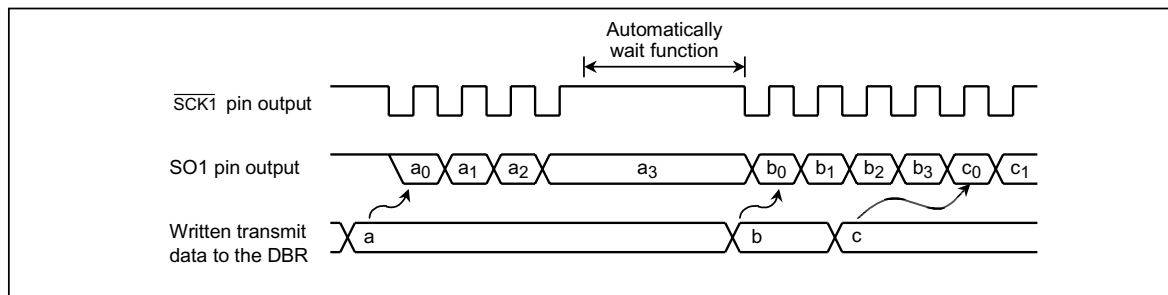 Automatically
wait function
SCK1 pin output
SO1 pin output
a0 a1 a2 a3 b0 b1 b2 b3 c0 c1
Written transmit
data to the DBR
a b c